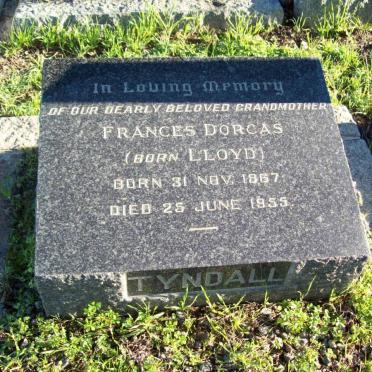 In Loving Memory
OF OUR DEARLY BELOVED GRANDMOTHER
FRANCES DORCAS
(BORN LLOYD)
BORN 31 NOV. 1867.
DIED 25 JUNE 1955.
TYNDALL